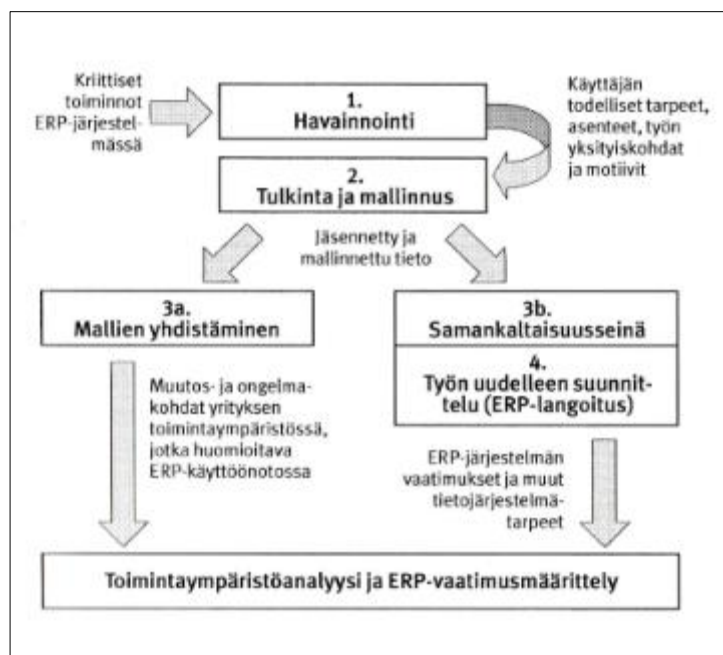 Kriittiset
toiminnot
ERP-järjestel-
mässä
1.
Havainnointi
Käyttäjän
todelliset tarpeet,
asenteet, työn
yksityiskohdat
ja motiivit
2.
Tulkinta ja mallinnus
Jäsennetty ja
mallinnettu tieto
3a.
Mallien yhdistäminen
3b.
Samankaltaisuusseinä
4.
Työn uudelleen suunnit-
telu (ERP-langoitus)
Muutos- ja ongelma-
kohdat yrityksen
toimintaympäristössä,
jotka huomioitava
ERP-käyttöönotossa
ERP-järjestelmän
vaatimukset ja muut
tietojärjestelmä-
tarpeet
Toimintaympäristöanalyysi ja ERP-vaatimusmäärittely